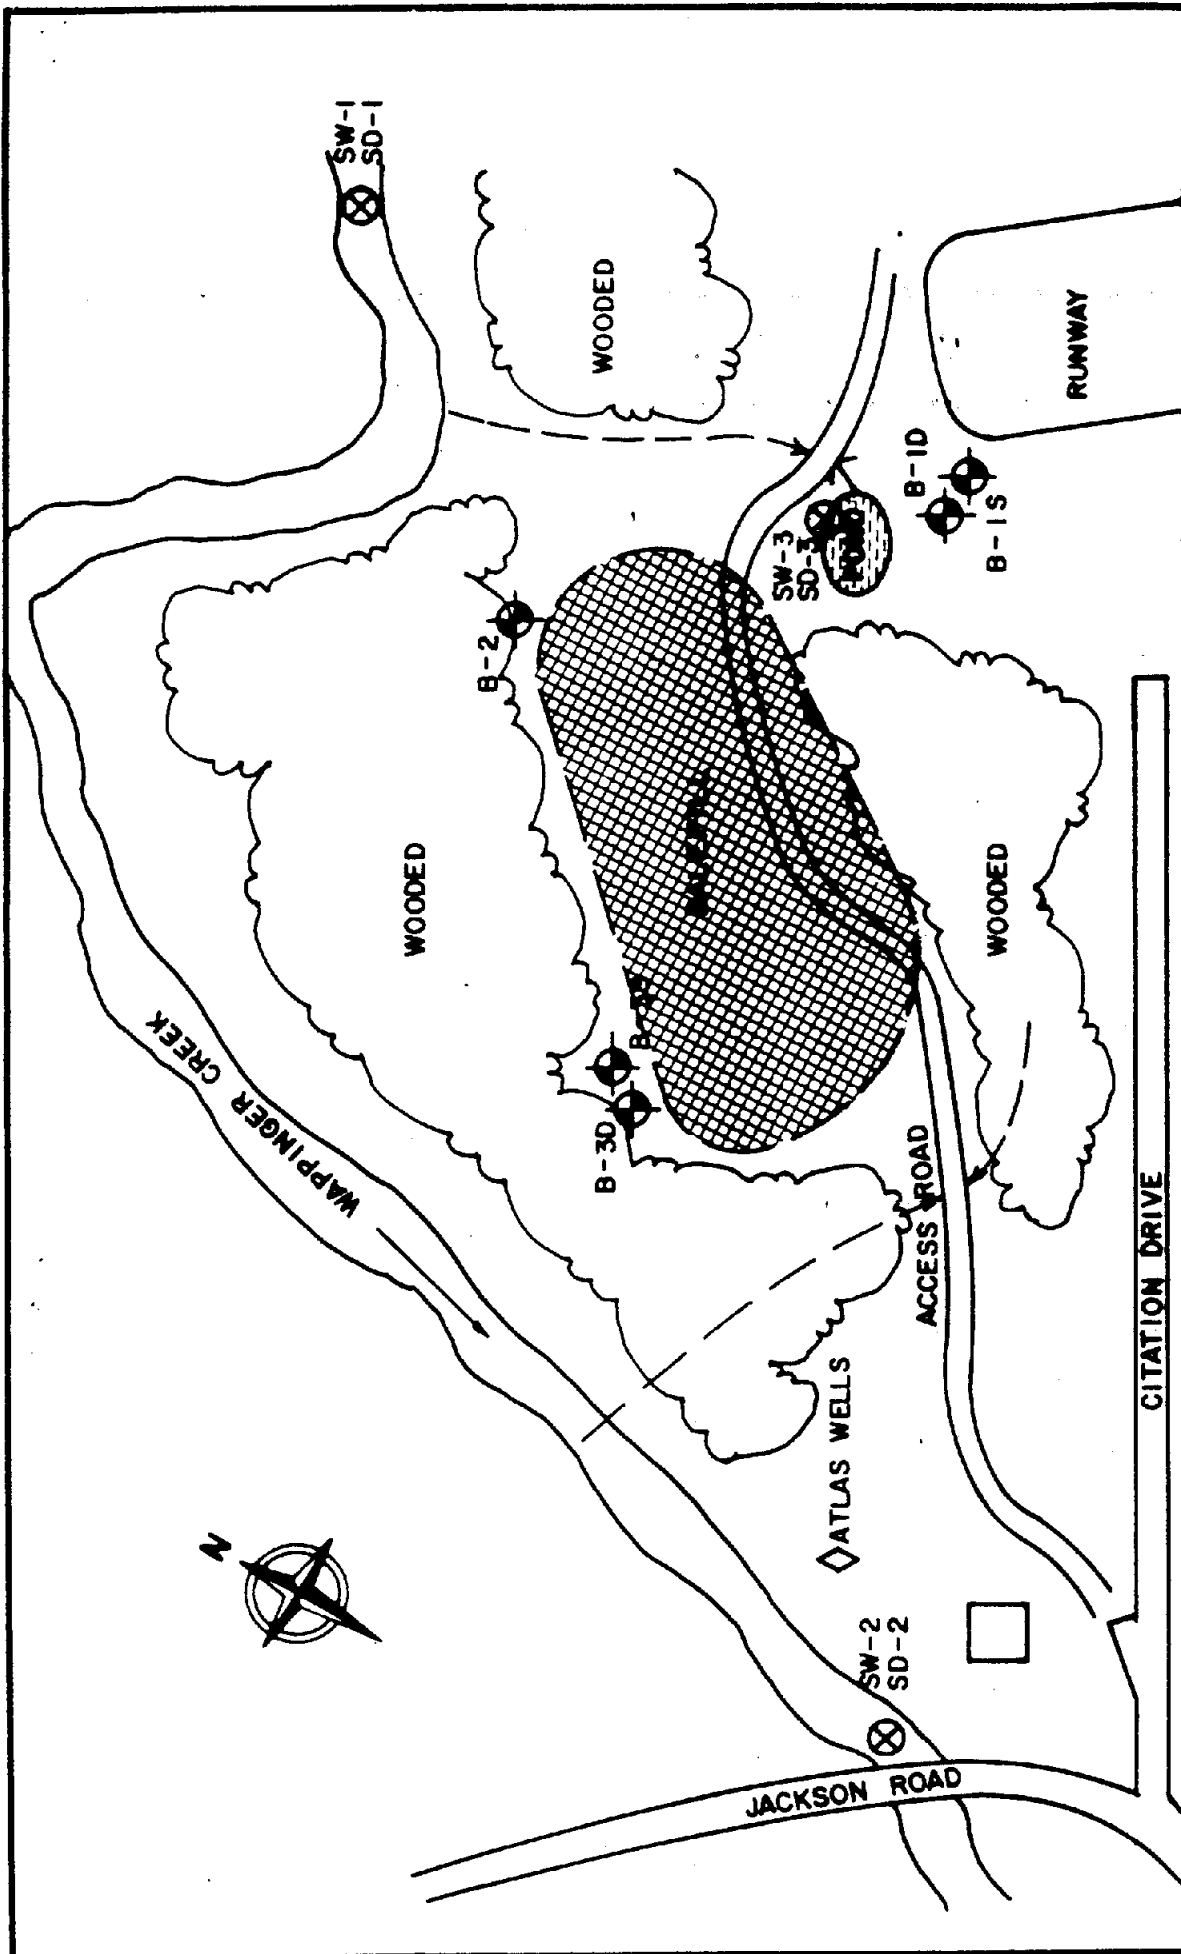 SW-1
SD-1
WOODED
RUNWAY
B-1D
B-1S
SW-3
SD-3
POND
B-2
WOODED
WOODED
WAPPINGER CREEK
B-3D
ACCESS ROAD
CITATION DRIVE
ATLAS WELLS
N
SW-2
SD-2
JACKSON ROAD